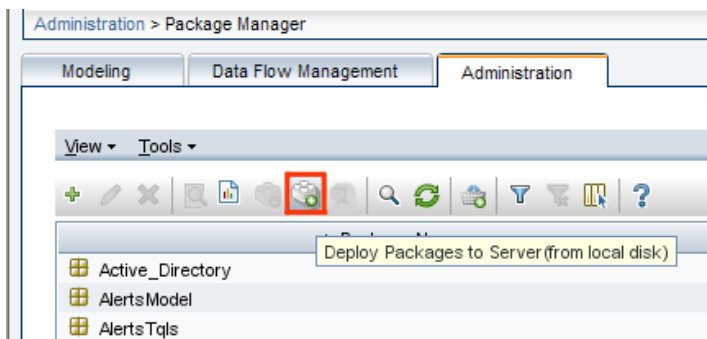 Administration > Package Manager
Modeling Data Flow Management Administration
View Tools
?
Deploy Packages to Server(from local disk)
Active_Directory
AlertsModel
AlertsTqls